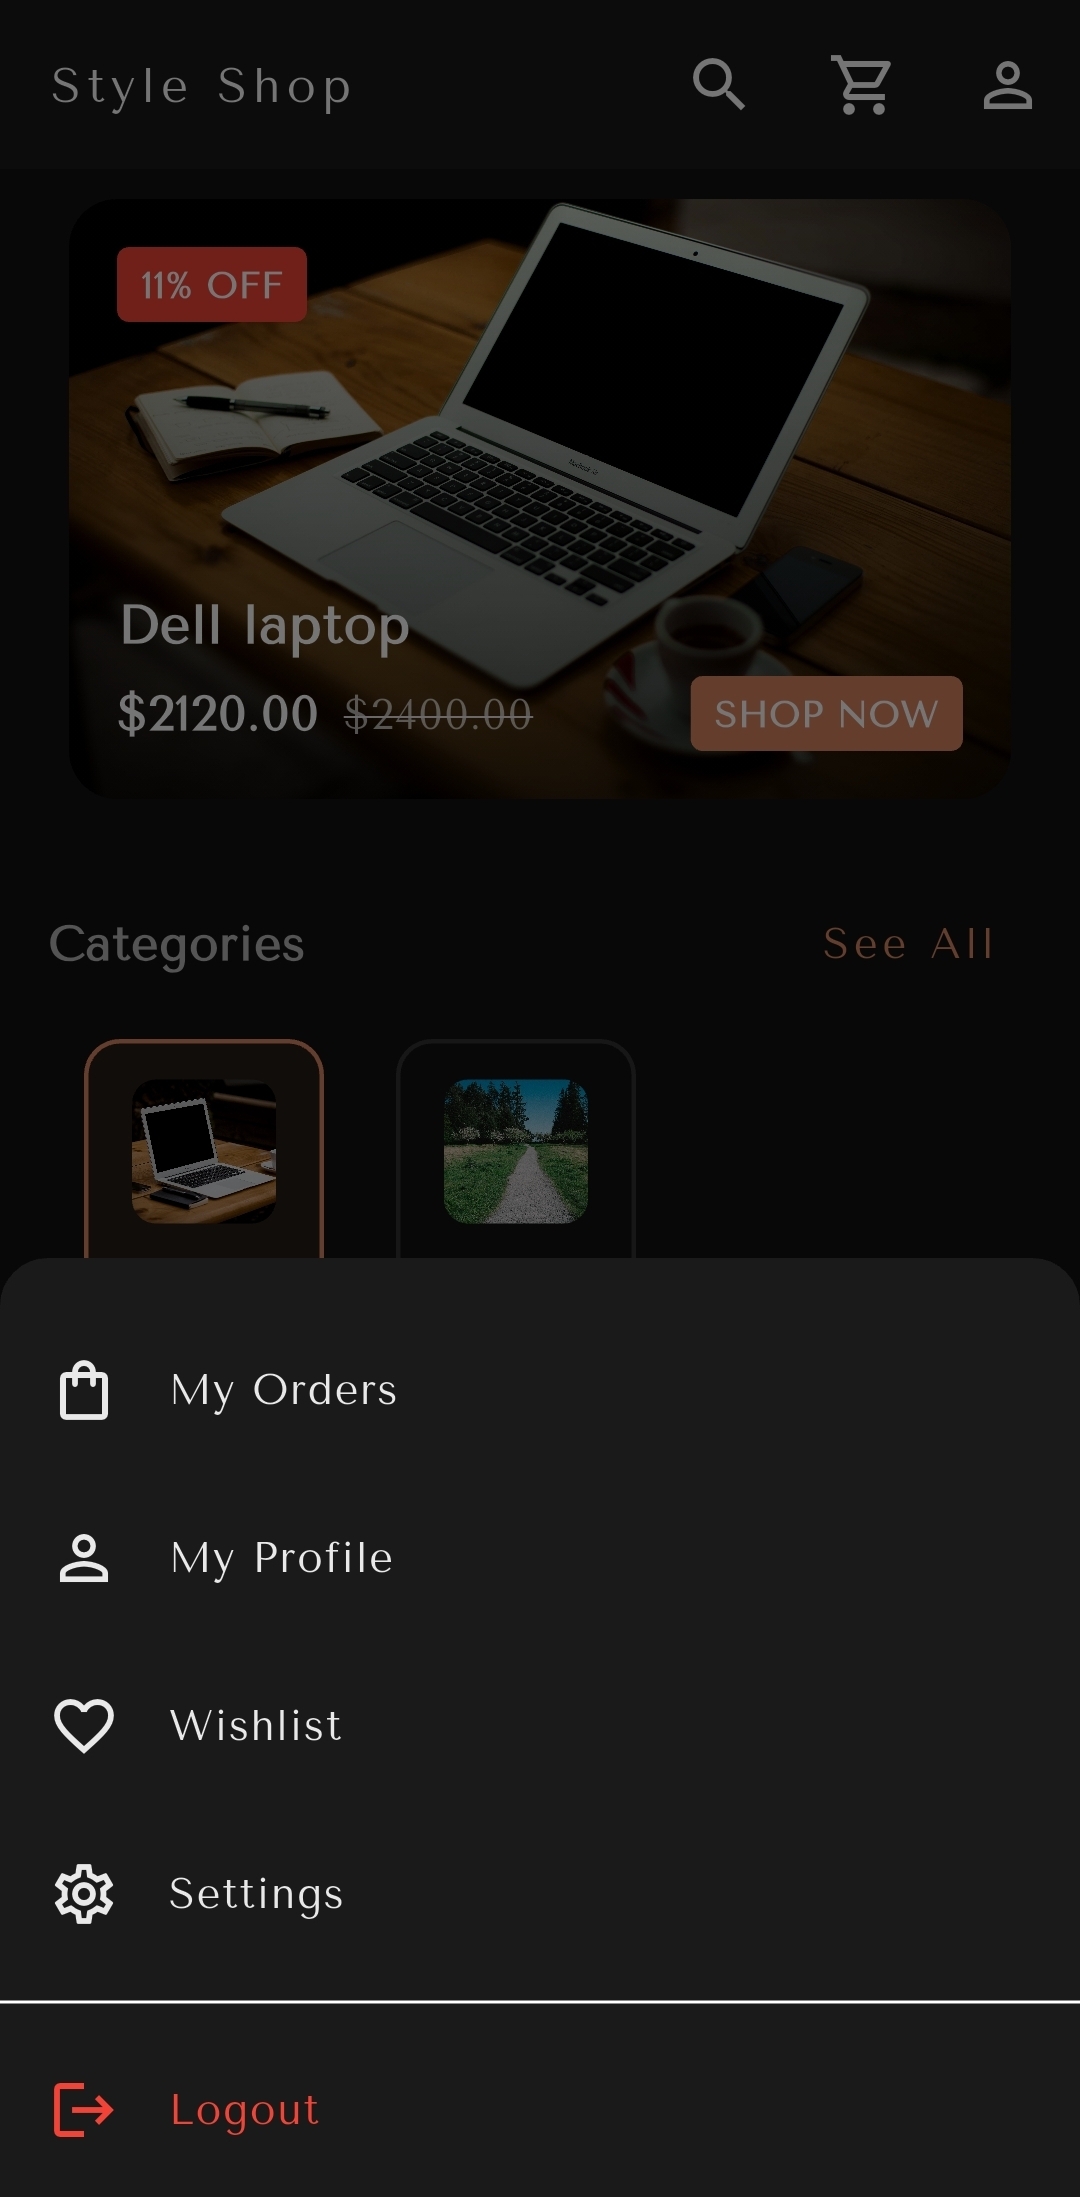 Style Shop
11% OFF
Dell laptop
$2120.00 $2400.00
SHOP NOW
Categories
See All
My Orders
My Profile
Wishlist
Settings
Logout